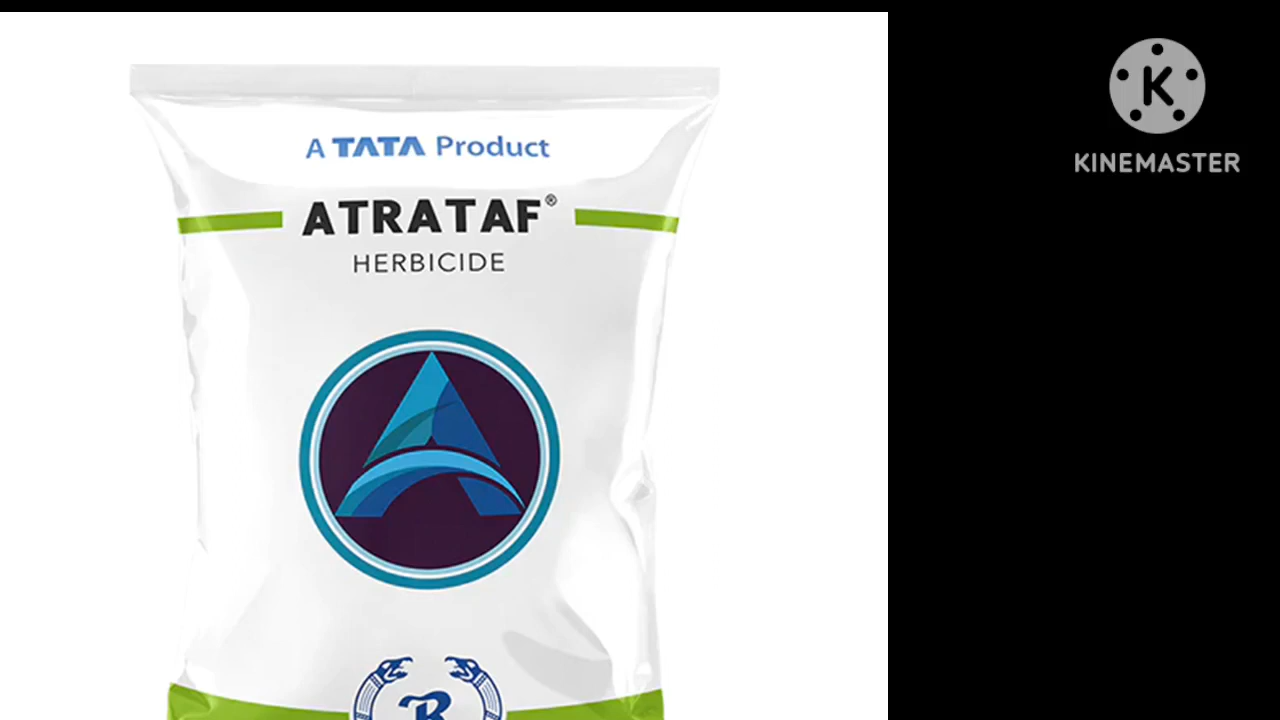 A TATA Product
ATRATAF®
HERBICIDE
R
K
KINEMASTER